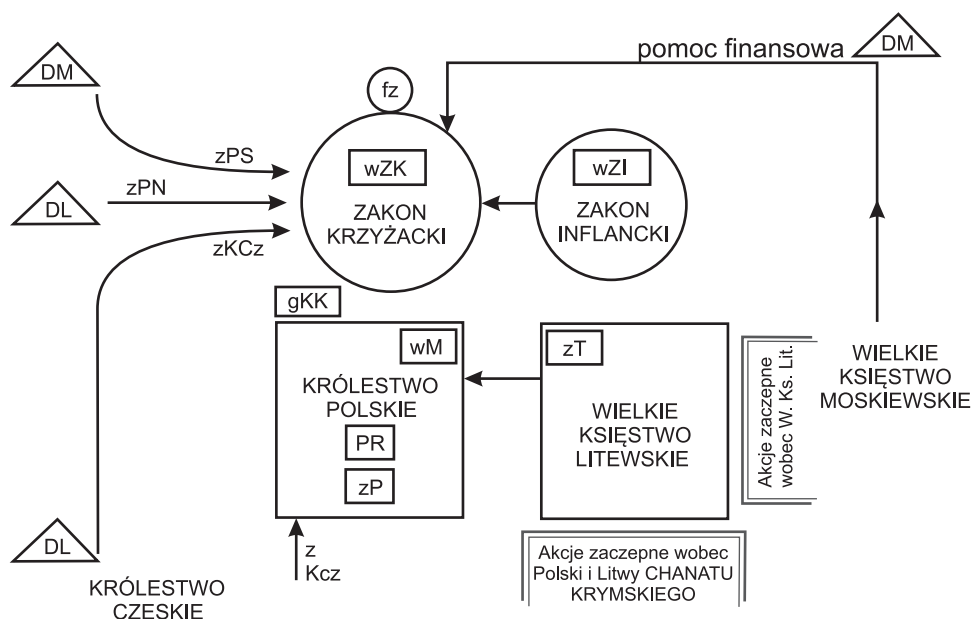 DM
pomoc finansowa
DM
fz
zPS
wZK
wZI
zPN
DL
ZAKON
KRZYŻACKI
ZAKON
INFLANCKI
zKCz
gKK
wM
zT
KRÓLESTWO
POLSKIE
PR
zP
WIELKIE
KSIĘSTWO
LITEWSKIE
Akcje zaczepne
wobec W. Ks. Lit.
WIELKIE
KSIĘSTWO
MOSKIEWSKIE
DL
z
Kcz
Akcje zaczepne wobec
Polski i Litwy CHANATU
KRYMSKIEGO
KRÓLESTWO
CZESKIE